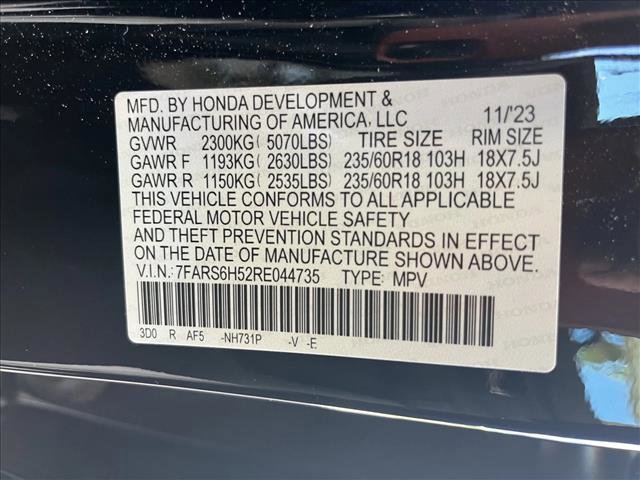 MFD. BY HONDA DEVELOPMENT &
MANUFACTURING OF AMERICA, LLC 11/'23
GVWR 2300KG( 5070LBS) TIRE SIZE RIM SIZE
GAWR F 1193KG( 2630LBS) 235/60R18 103H 18X7.5J
GAWR R 1150KG( 2535LBS) 235/60R18 103H 18X7.5J
THIS VEHICLE CONFORMS TO ALL APPLICABLE
FEDERAL MOTOR VEHICLE SAFETY
AND THEFT PREVENTION STANDARDS IN EFFECT
ON THE DATE OF MANUFACTURE SHOWN ABOVE.
V.I.N.: 7FARS6H52RE044735 TYPE: MPV
3D0 R AF5 -NH731P -V -E